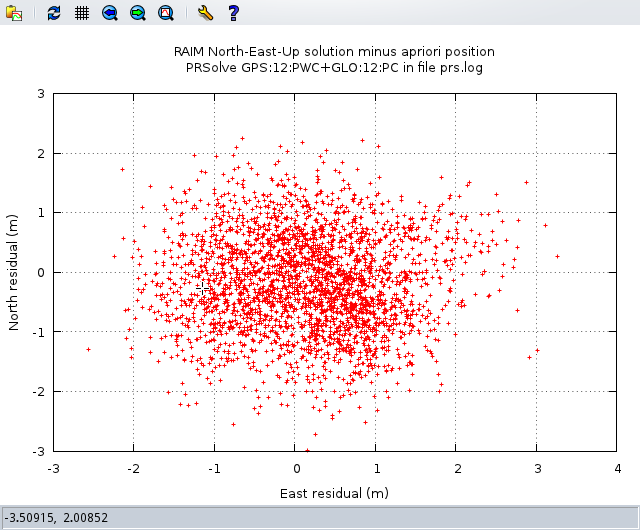 ?
RAIM North-East-Up solution minus apriori position
PRSolve GPS:12:PWC+GLO:12:PC in file prs.log
3
2
1
0
-1
-2
-3
North residual (m)
-3 -2 -1 0 1 2 3 4
East residual (m)
-3.50915, 2.00852